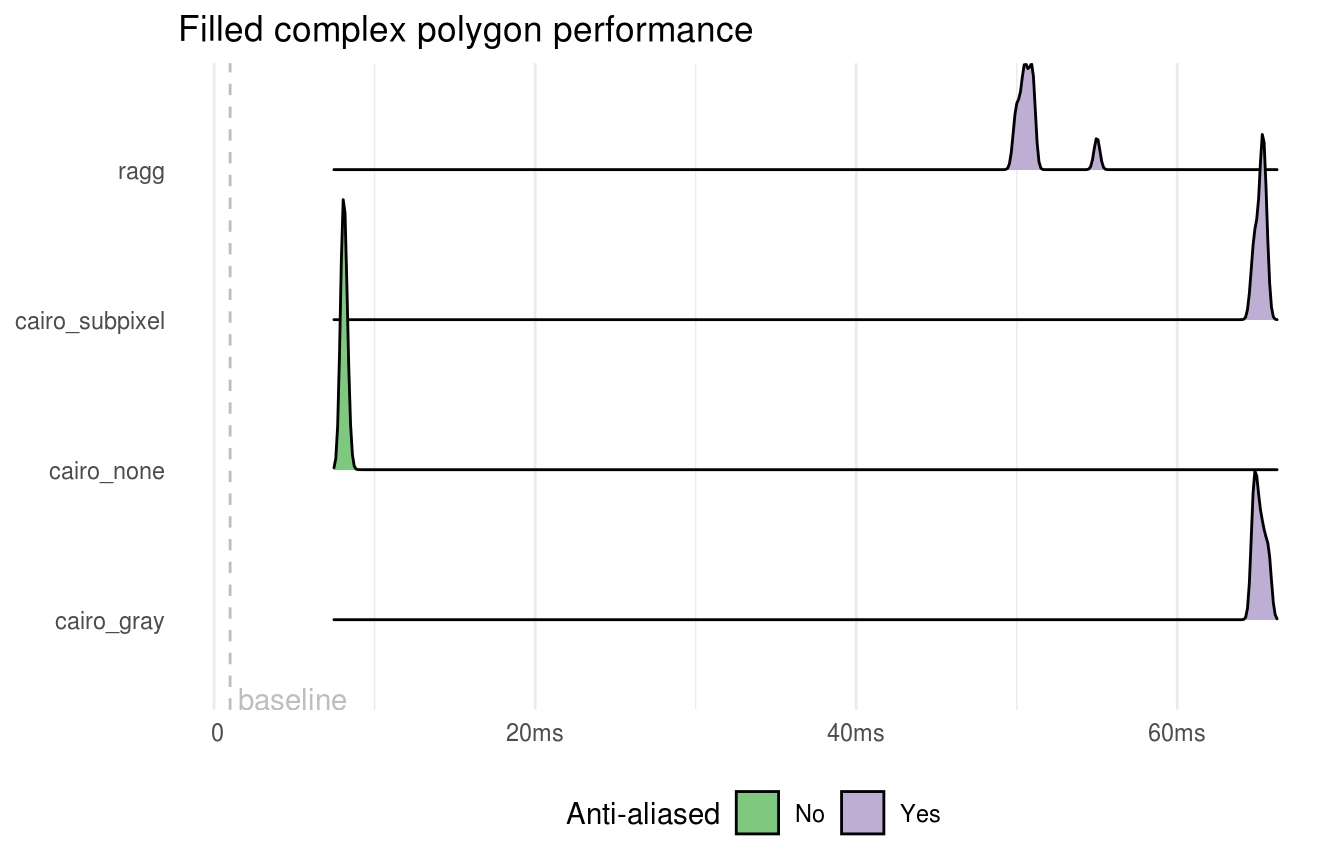 Filled complex polygon performance
ragg
cairo_subpixel
cairo_none
cairo_gray
baseline
0 20ms 40ms 60ms
Anti-aliased No Yes